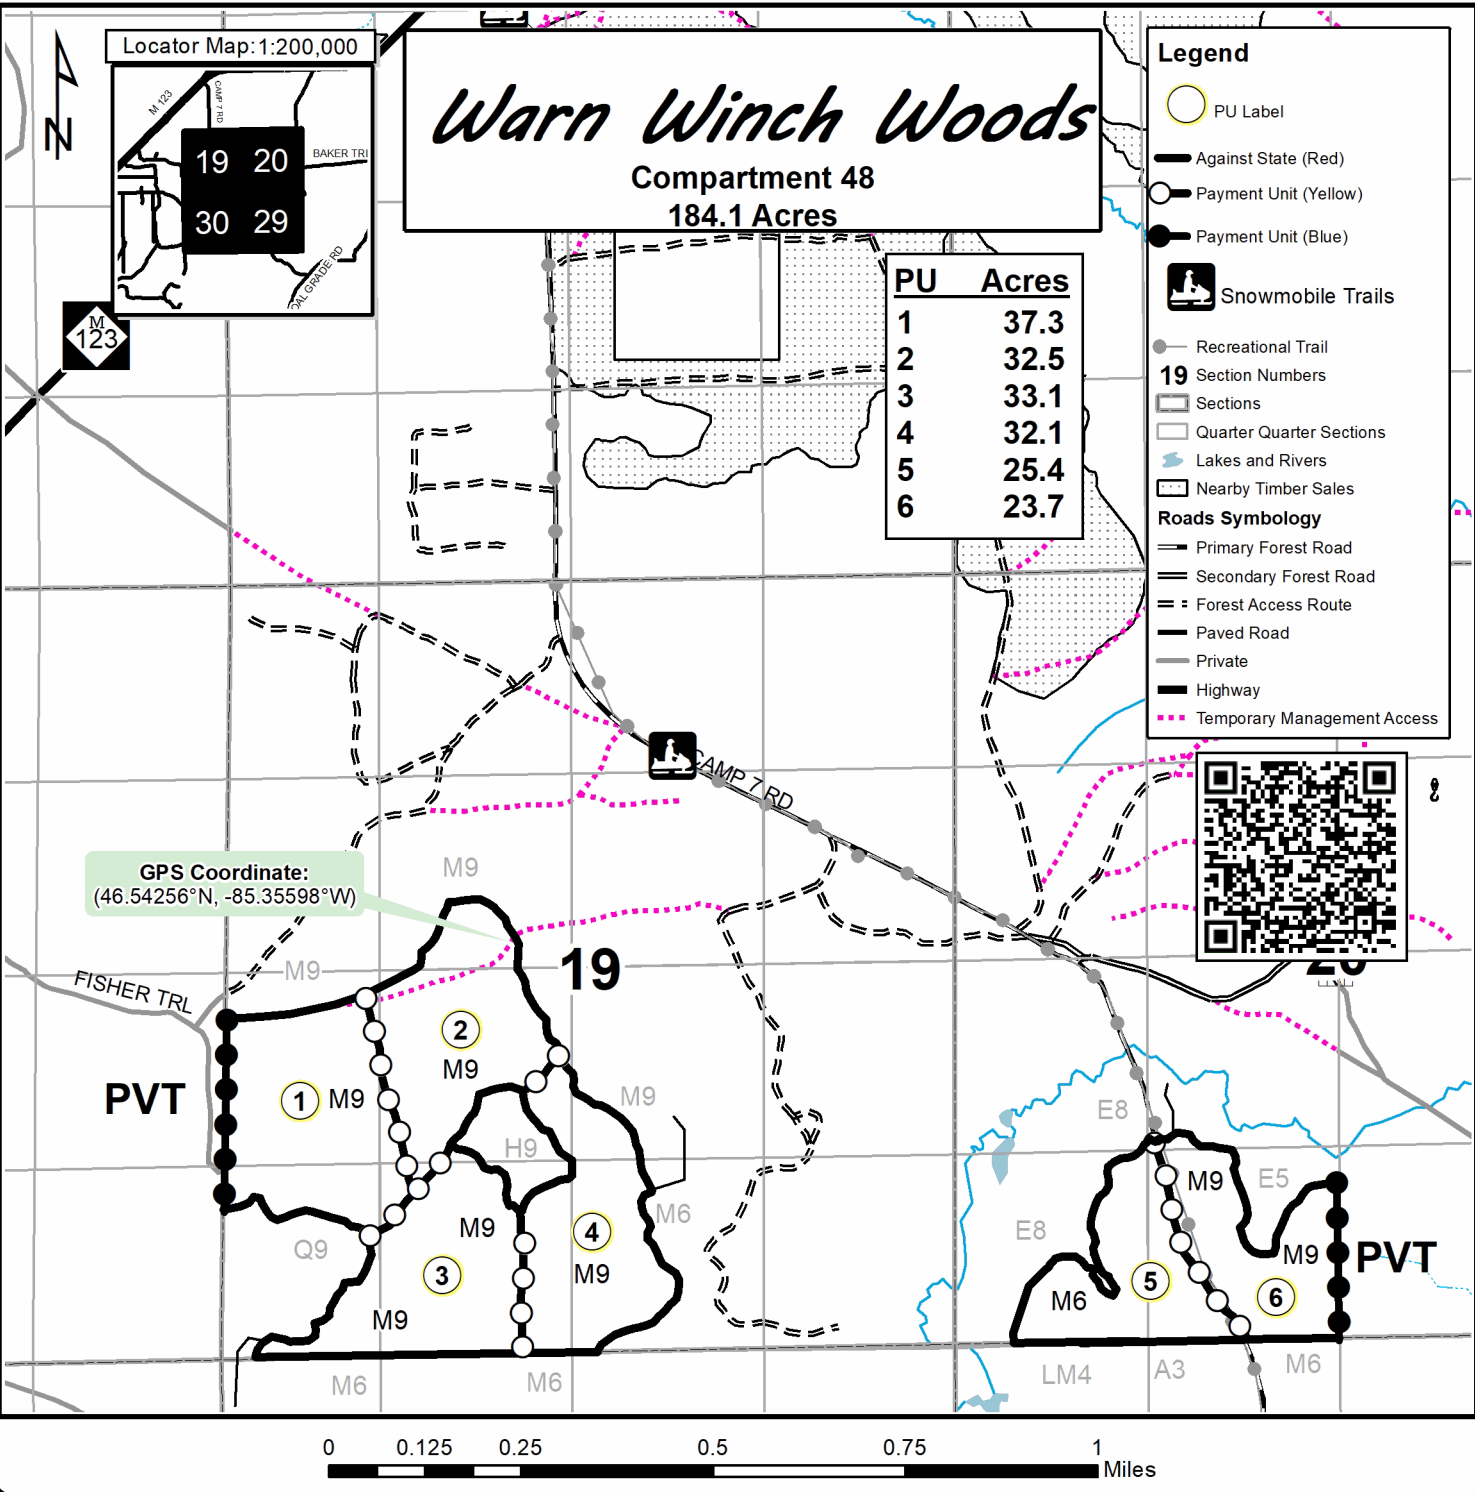 Locator Map:1:200,000
M 123
CAMP 7 RD
BAKER TRI
19 20
30 29
OAL GRADE RD
N
Warn Winch Woods
Compartment 48
184.1 Acres
M
123
PU Acres
1 37.3
2 32.5
3 33.1
4 32.1
5 25.4
6 23.7
Legend
PU Label
Against State (Red)
Payment Unit (Yellow)
Payment Unit (Blue)
Snowmobile Trails
Recreational Trail
19 Section Numbers
Sections
Quarter Quarter Sections
Lakes and Rivers
Nearby Timber Sales
Roads Symbology
Primary Forest Road
Secondary Forest Road
Forest Access Route
Paved Road
Private
Highway
Temporary Management Access
CAMP 7 RD
GPS Coordinate:
(46.54256°N, -85.35598°W)
M9
M9
19
FISHER TRL
2
M9
PVT
1 M9
M9
H9
E8
M9
E5
M6
M9
4
E8
Q9
M9
PVT
3
M9
5
6
M6
M9
M6
M6
LM4
A3
M6
0 0.125 0.25 0.5 0.75 1
Miles